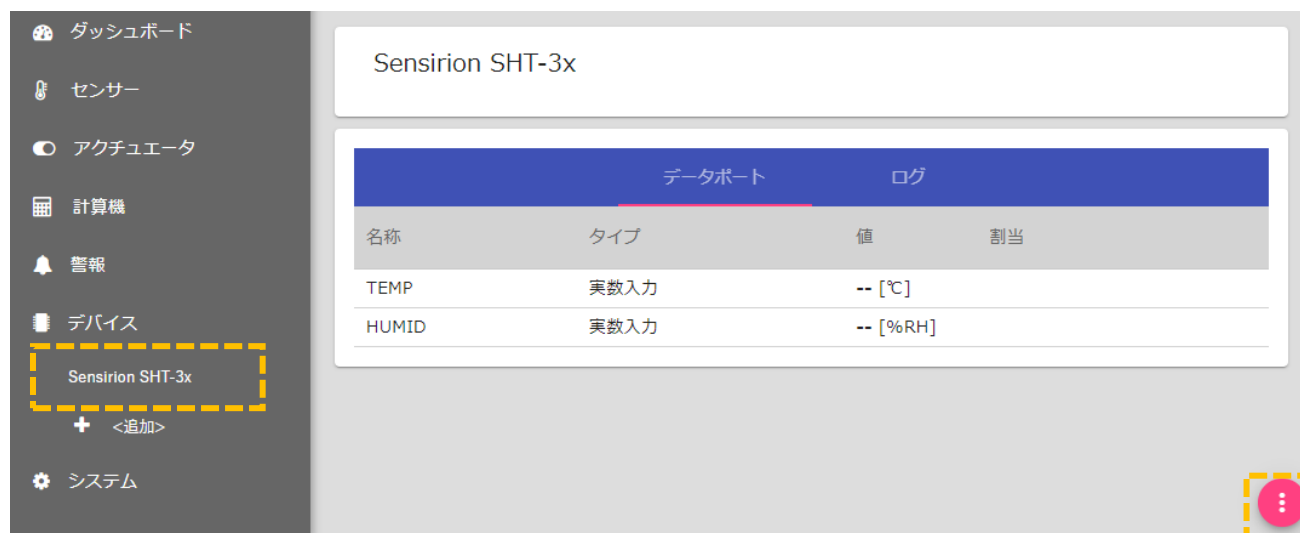 ダッシュボード
センサー
アクチュエータ
計算機
警報
デバイス
Sensirion SHT-3x
<追加>
システム
Sensirion SHT-3x
データポート ログ
名称 タイプ 値 割当
TEMP 実数入力 -- [℃]
HUMID 実数入力 -- [%RH]